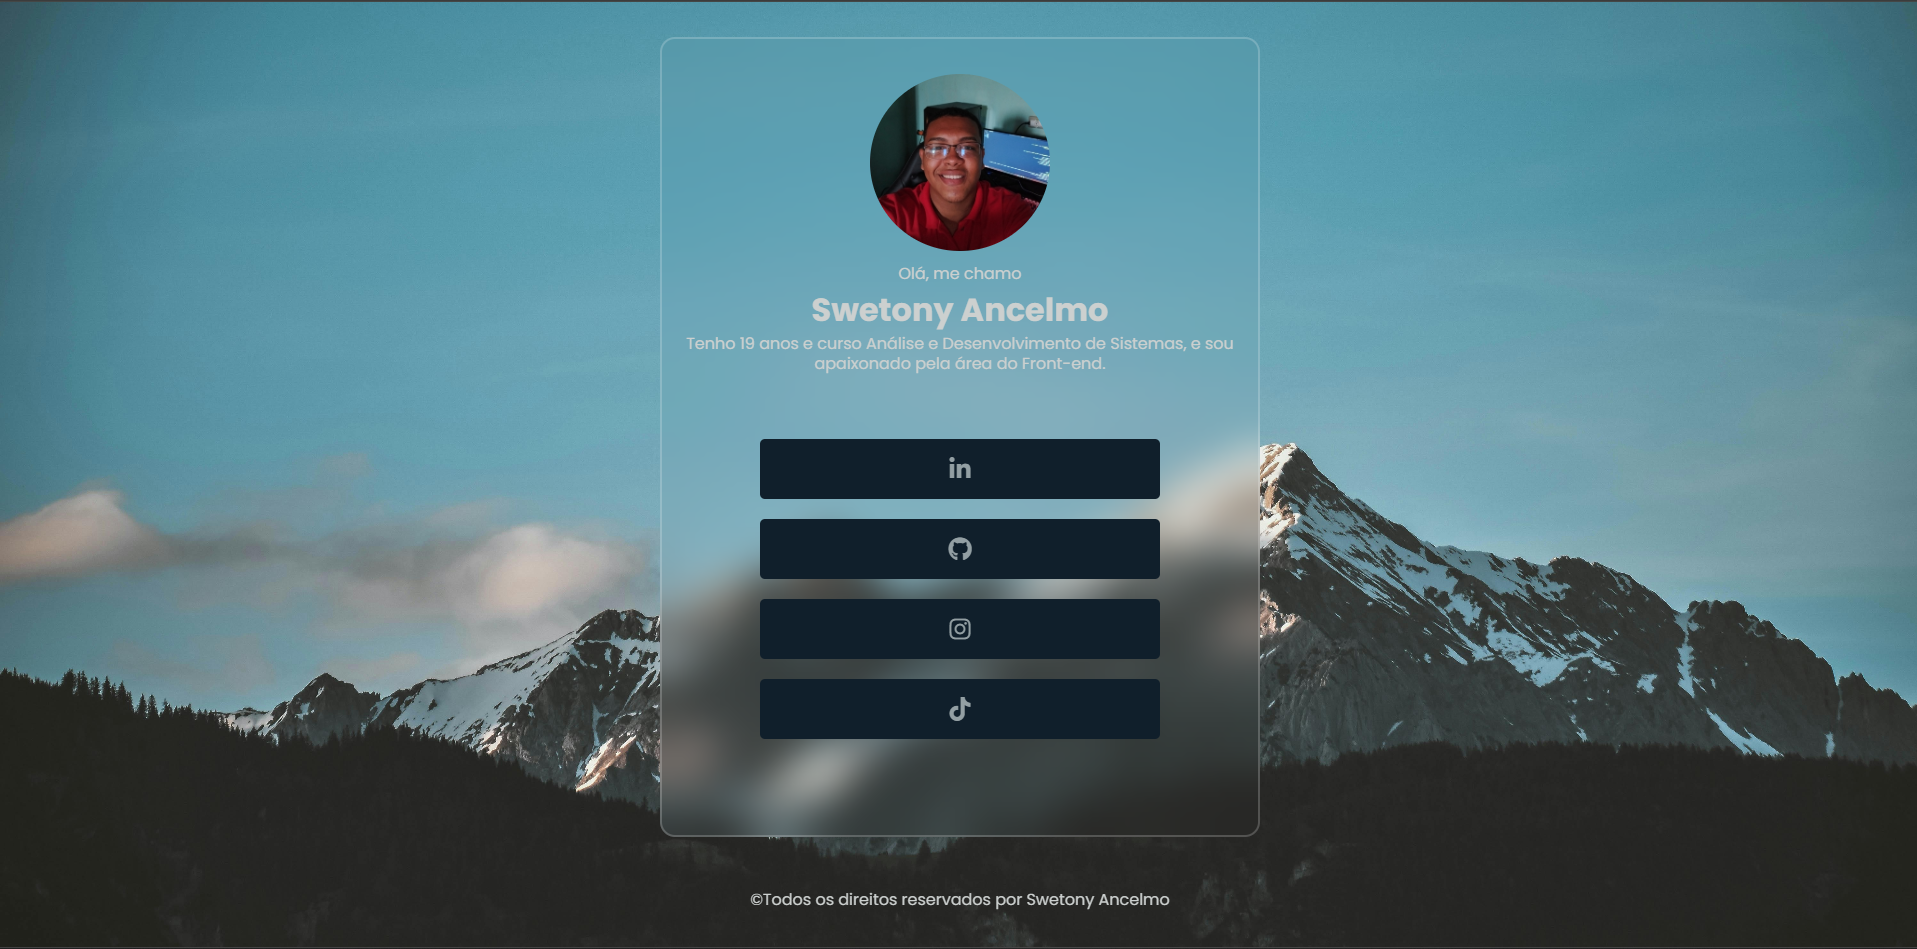 Olá, me chamo
Swetony Ancelmo
Tenho 19 anos e curso Análise e Desenvolvimento de Sistemas, e sou
apaixonado pela área do Front-end.
in
©Todos os direitos reservados por Swetony Ancelmo